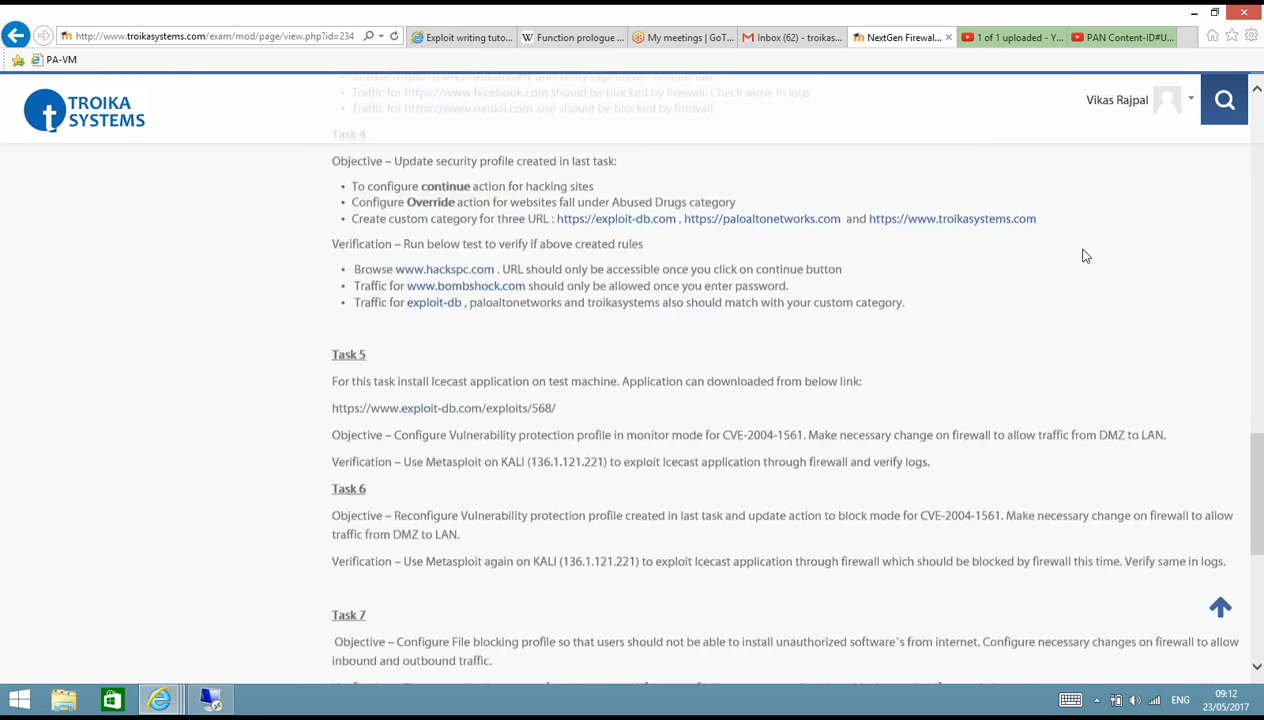 http://www.troikasystems.com/exam/mod/page/view.php?id=234
Exploit writing tuto...
Function prologue ...
My meetings | GoT...
Inbox (62) - troikas...
NextGen Firewal...
1 of 1 uploaded - Y...
PAN Content-ID#U...
PA-VM
TROIKA
SYSTEMS
Vikas Rajpal
• Traffic for https://www.facebook.com should be blocked by firewall. Check same in logs
• Traffic for https://www.naukri.com also should be blocked by firewall.
Task 4
Objective – Update security profile created in last task:
• To configure continue action for hacking sites
• Configure Override action for websites fall under Abused Drugs category
• Create custom category for three URL : https://exploit-db.com , https://paloaltonetworks.com and https://www.troikasystems.com
Verification – Run below test to verify if above created rules
• Browse www.hackspc.com . URL should only be accessible once you click on continue button
• Traffic for www.bombshock.com should only be allowed once you enter password.
• Traffic for exploit-db , paloaltonetworks and troikasystems also should match with your custom category.
Task 5
For this task install Icecast application on test machine. Application can downloaded from below link:
https://www.exploit-db.com/exploits/568/
Objective – Configure Vulnerability protection profile in monitor mode for CVE-2004-1561. Make necessary change on firewall to allow traffic from DMZ to LAN.
Verification – Use Metasploit on KALI (136.1.121.221) to exploit Icecast application through firewall and verify logs.
Task 6
Objective – Reconfigure Vulnerability protection profile created in last task and update action to block mode for CVE-2004-1561. Make necessary change on firewall to allow
traffic from DMZ to LAN.
Verification – Use Metasploit again on KALI (136.1.121.221) to exploit Icecast application through firewall which should be blocked by firewall this time. Verify same in logs.
Task 7
Objective – Configure File blocking profile so that users should not be able to install unauthorized software`s from internet. Configure necessary changes on firewall to allow
inbound and outbound traffic.
ENG
09:12
23/05/2017